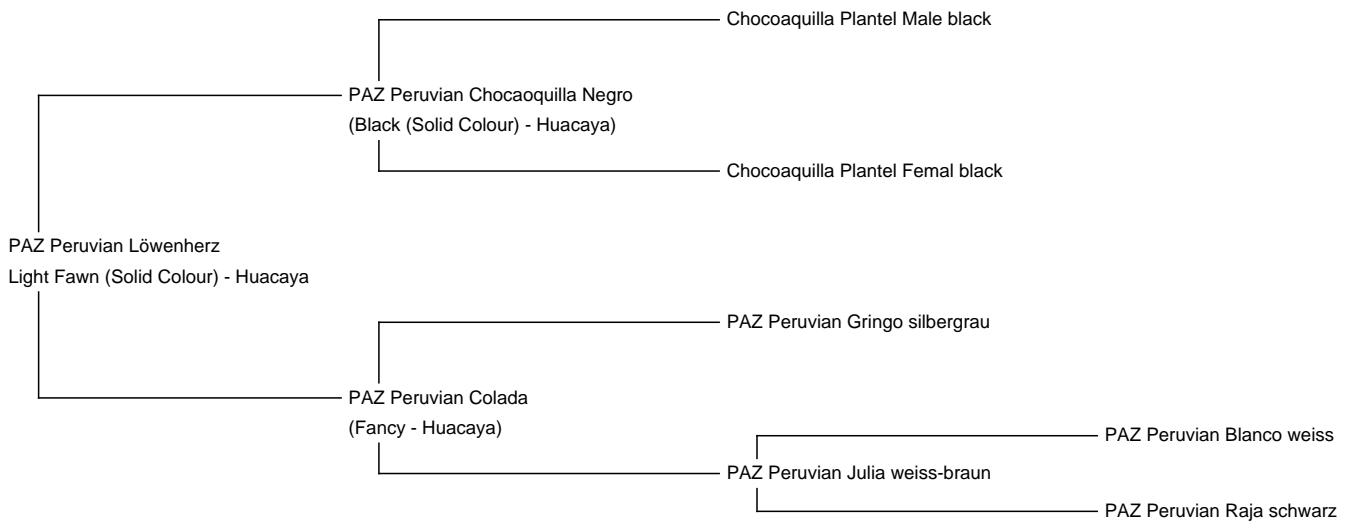 Chocoaquilla Plantel Male black
PAZ Peruvian Chocaoquilla Negro
(Black (Solid Colour) - Huacaya)
Chocoaquilla Plantel Femal black
PAZ Peruvian Löwenherz
Light Fawn (Solid Colour) - Huacaya
PAZ Peruvian Gringo silbergrau
PAZ Peruvian Colada
(Fancy - Huacaya)
PAZ Peruvian Blanco weiss
PAZ Peruvian Julia weiss-braun
PAZ Peruvian Raja schwarz